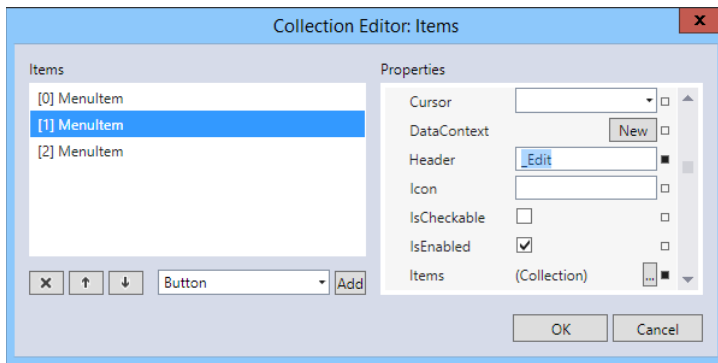 Collection Editor: Items
x
Items
[0] MenuItem
[1] MenuItem
[2] MenuItem
Button
Add
Properties
Cursor
DataContext New
Header _Edit
Icon
IsCheckable
IsEnabled
Items (Collection) ...
OK Cancel